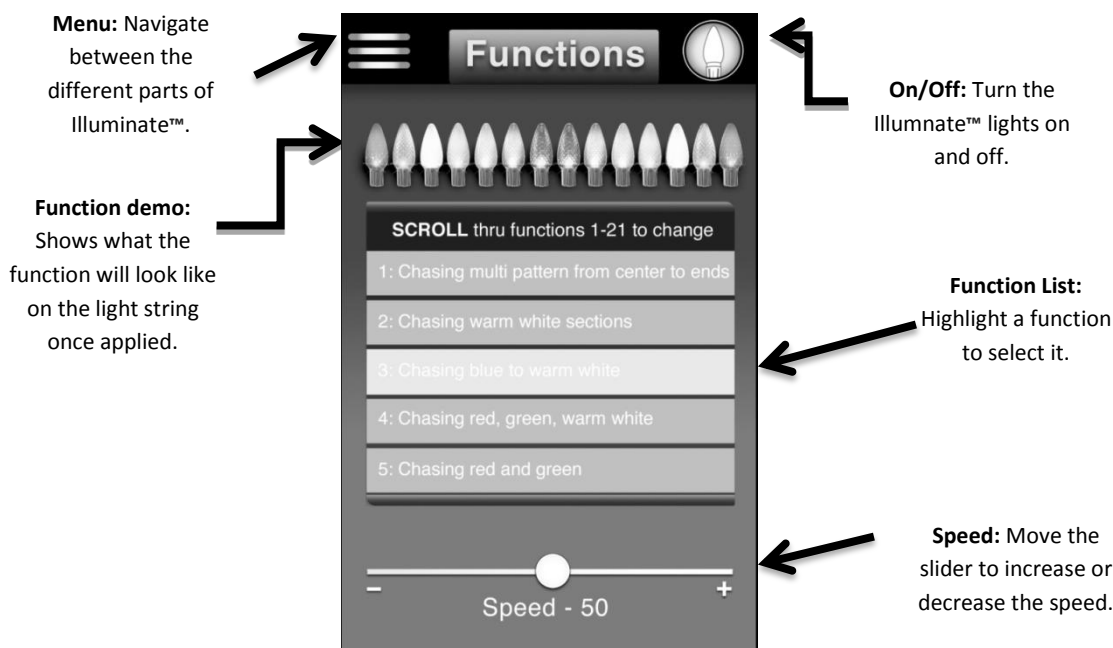 Menu: Navigate
between the
different parts of
Illuminate™.
Function demo:
Shows what the
function will look like
on the light string
once applied.
Functions
SCROLL thru functions 1-21 to change
1: Chasing multi pattern from center to ends
2: Chasing warm white sections
3: Chasing blue to warm white
4: Chasing red, green, warm white
5: Chasing red and green
−
+
Speed - 50
On/Off: Turn the
Illumnate™ lights on
and off.
Function List:
Highlight a function
to select it.
Speed: Move the
slider to increase or
decrease the speed.